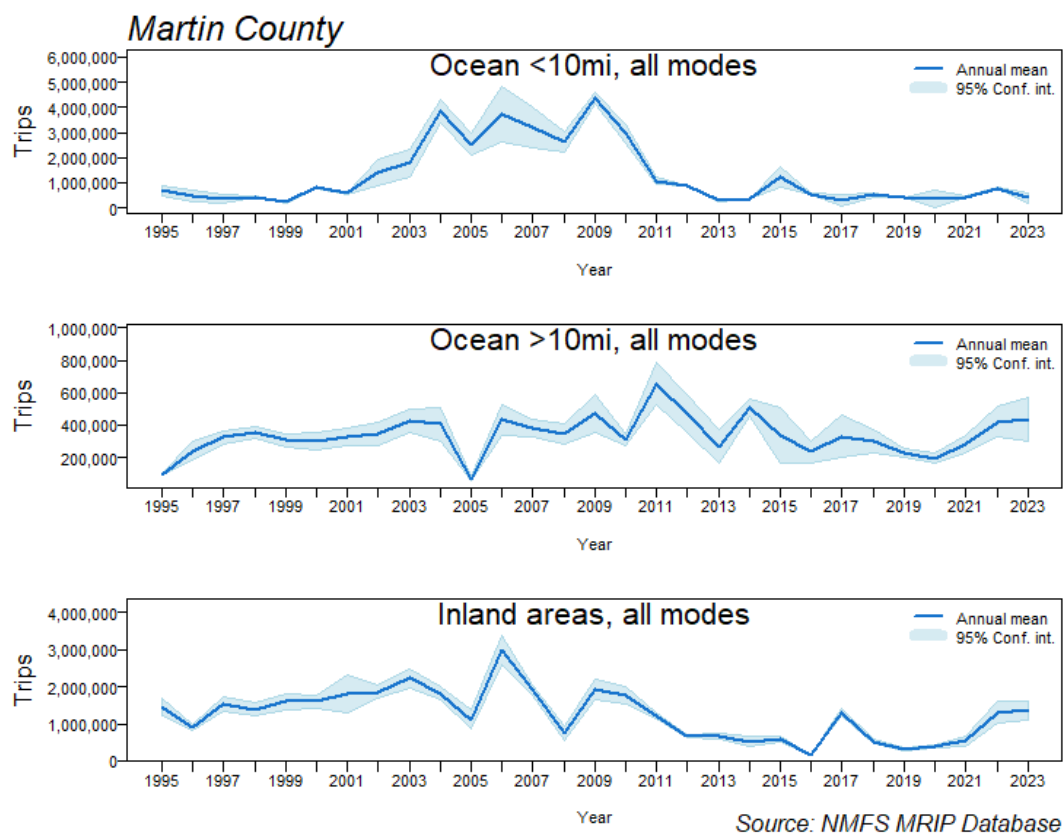 Martin County
Ocean <10mi, all modes
Annual mean
95% Conf. int.
Trips
6,000,000
5,000,000
4,000,000
3,000,000
2,000,000
1,000,000
0
1995 1997 1999 2001 2003 2005 2007 2009 2011 2013 2015 2017 2019 2021 2023
Year
Ocean >10mi, all modes
Annual mean
95% Conf. int.
Trips
1,000,000
800,000
600,000
400,000
200,000
1995 1997 1999 2001 2003 2005 2007 2009 2011 2013 2015 2017 2019 2021 2023
Year
Inland areas, all modes
Annual mean
95% Conf. int.
Trips
4,000,000
3,000,000
2,000,000
1,000,000
0
1995 1997 1999 2001 2003 2005 2007 2009 2011 2013 2015 2017 2019 2021 2023
Year
Source: NMFS MRIP Database